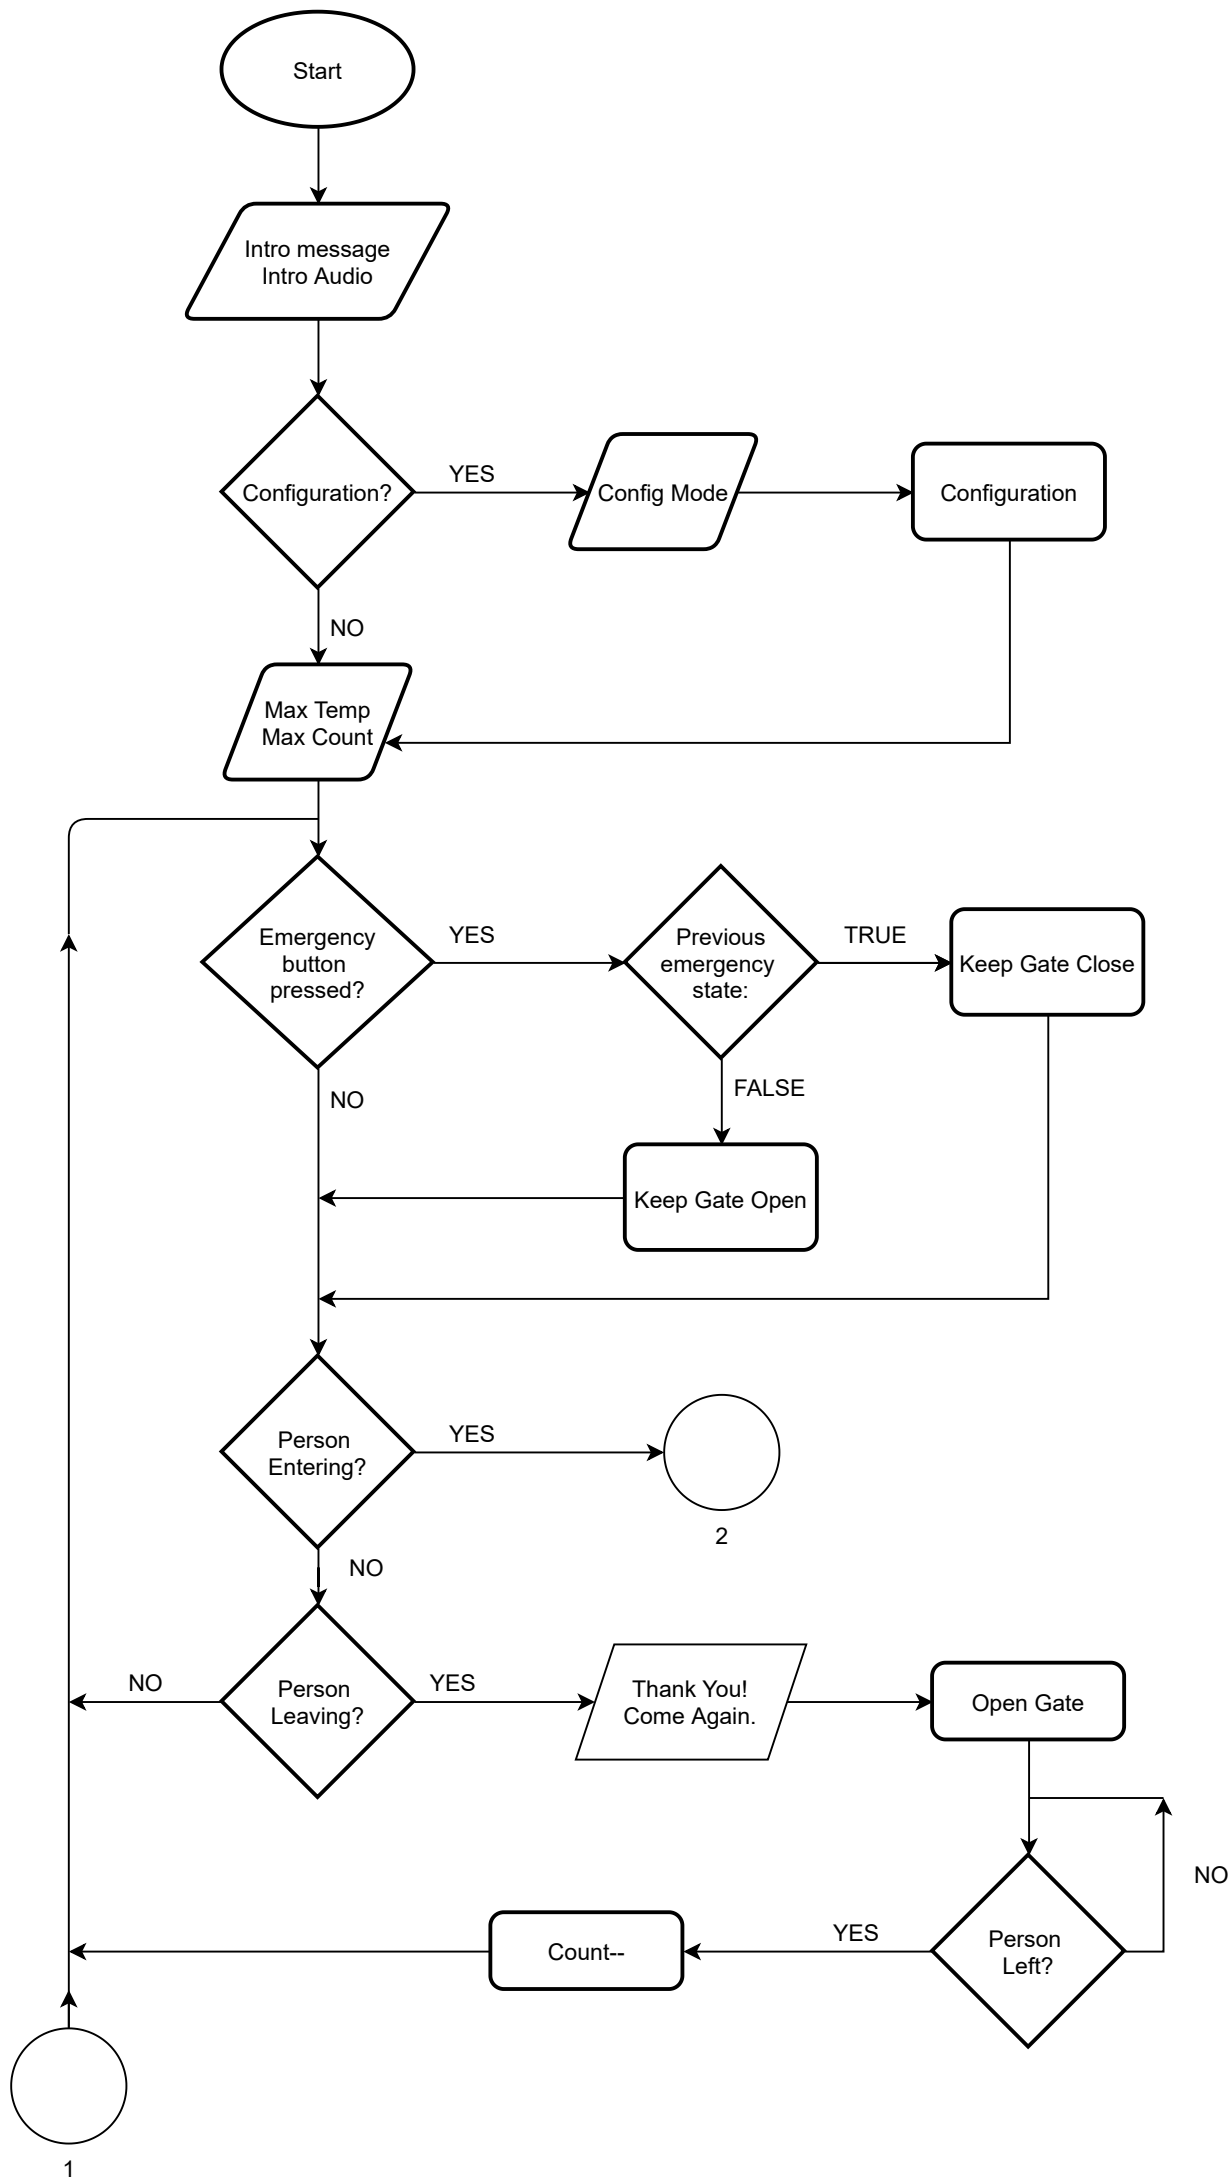 Start
Intro message
Intro Audio
Configuration?
YES
Config Mode
Configuration
NO
Max Temp
Max Count
Emergency
button
pressed?
YES
Previous
emergency
state:
TRUE
Keep Gate Close
NO
FALSE
Keep Gate Open
Person
Entering?
YES
2
NO
Person
Leaving?
NO
YES
Thank You!
Come Again.
Open Gate
NO
Person
Left?
YES
Count--
1